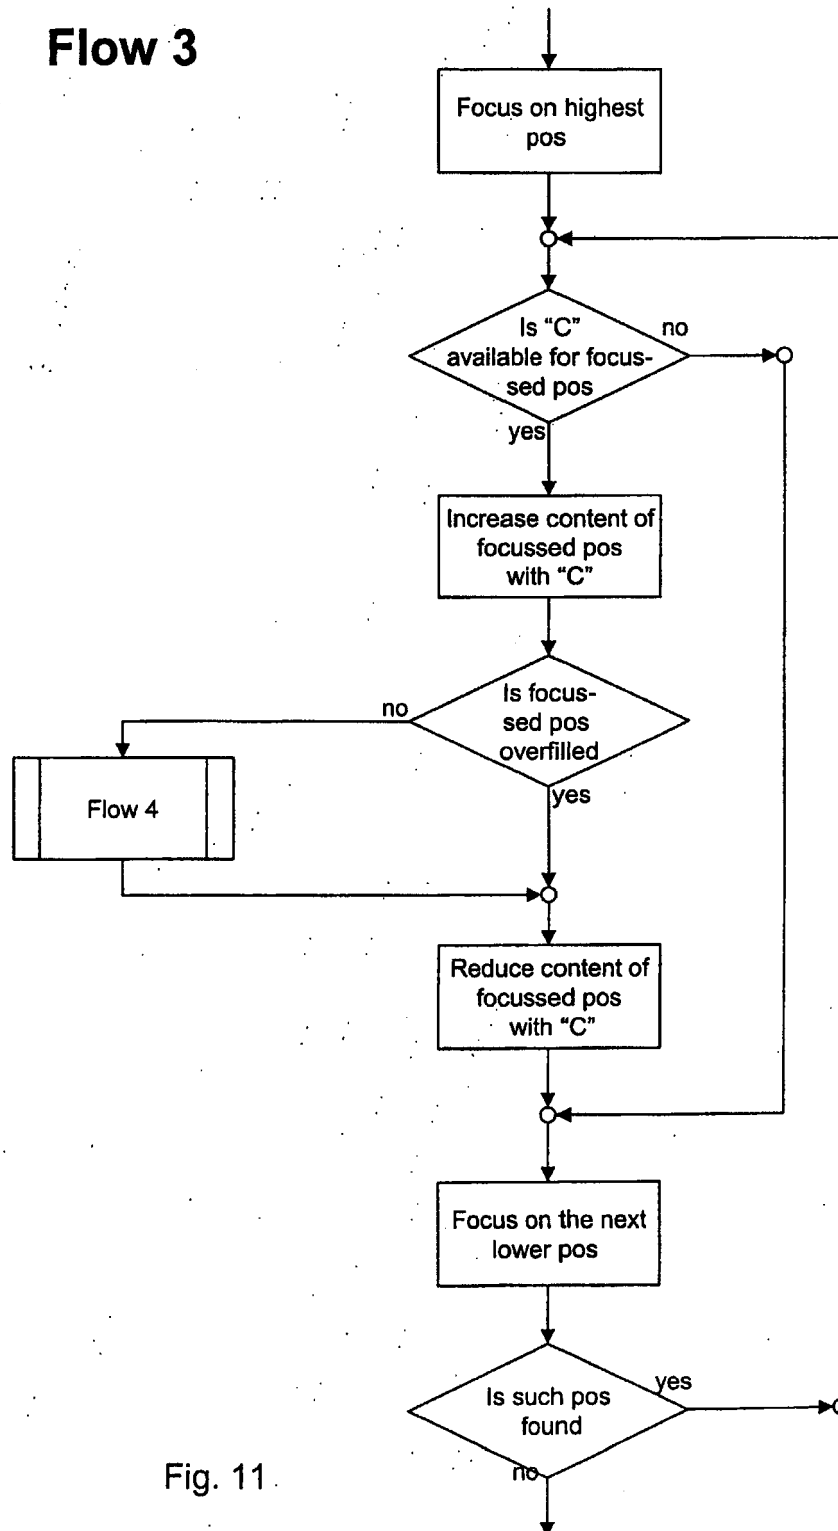 Flow 3
Focus on highest
pos
Is “C”
available for focus-
sed pos
no
yes
Increase content of
focussed pos
with “C”
Is focus-
sed pos
overfilled
no
yes
Flow 4
Reduce content of
focussed pos
with “C”
Focus on the next
lower pos
Is such pos
found
yes
no
Fig. 11